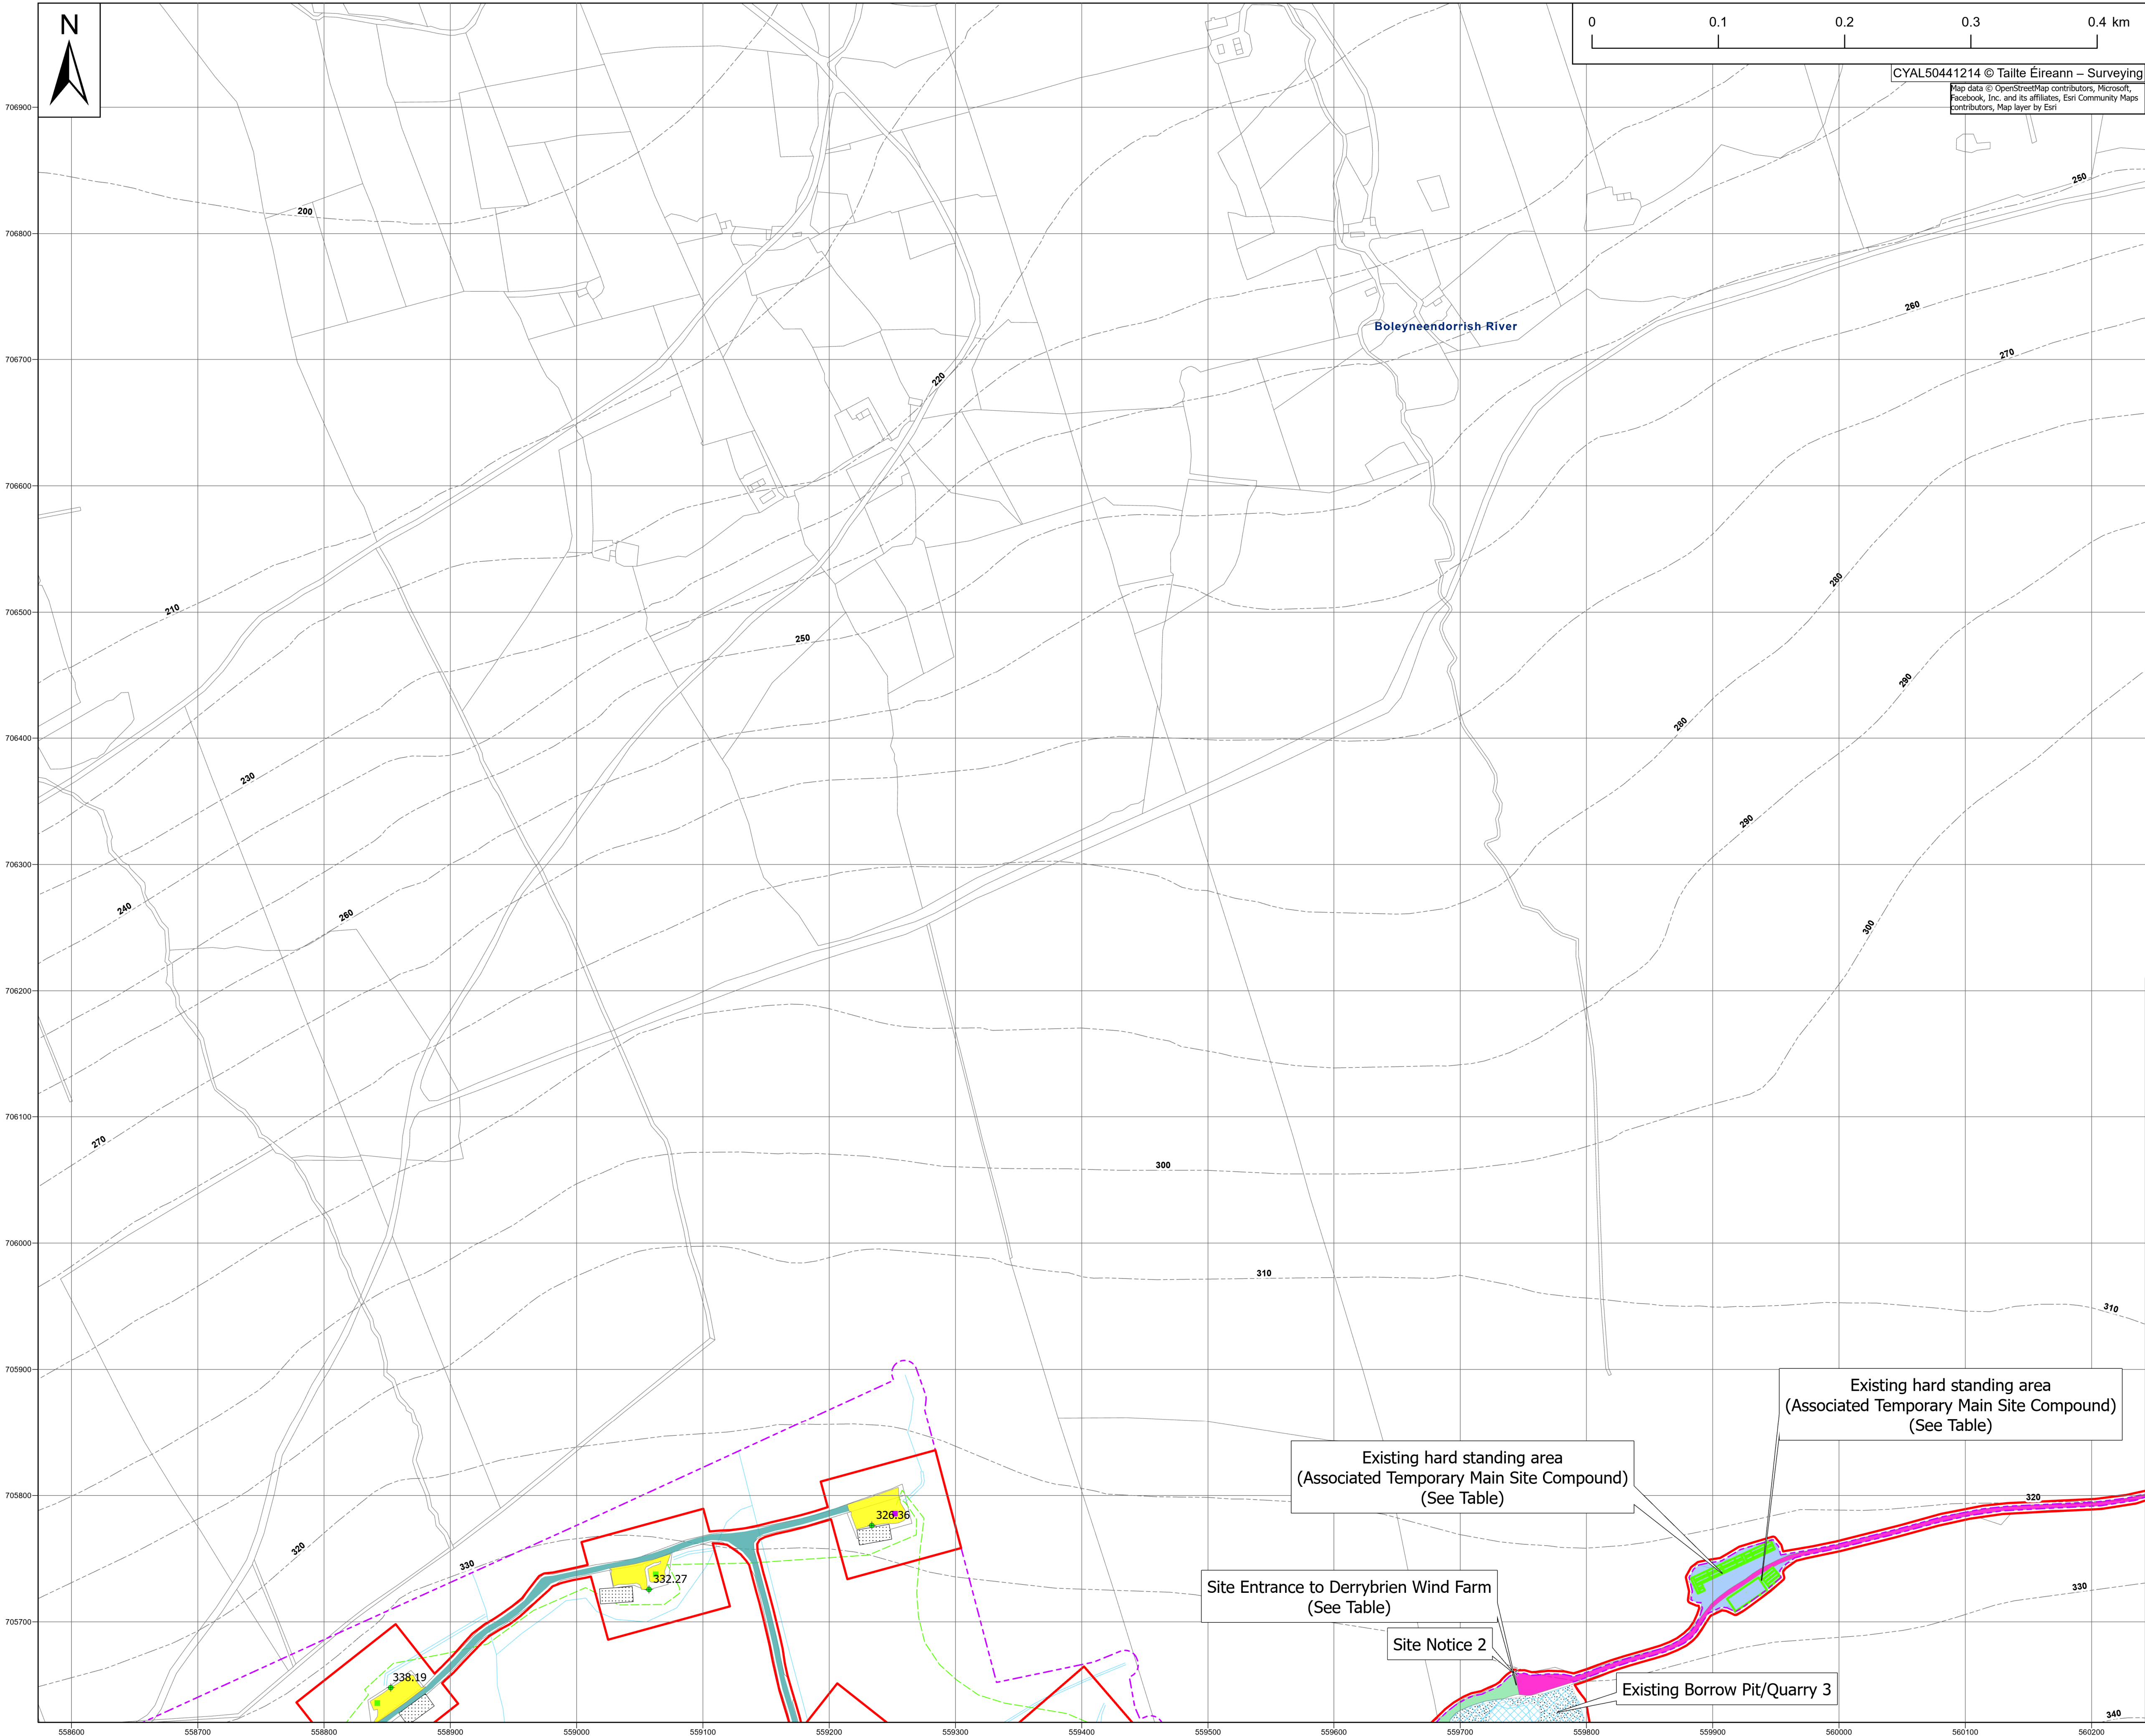 N
0 0.1 0.2 0.3 0.4 km
CYAL50441214 © Tailte Éireann – Surveying
Map data © OpenStreetMap contributors, Microsoft,
Facebook, Inc. and its affiliates, Esri Community Maps
contributors, Map layer by Esri
706900
250
200
706800
260
Boleyneendorrish River
270
706700
220
706600
280
210
706500
250
290
280
706400
230
290
706300
240
260
300
706200
706100
270
300
706000
310
310
705900
Existing hard standing area
(Associated Temporary Main Site Compound)
(See Table)
Existing hard standing area
(Associated Temporary Main Site Compound)
(See Table)
705800
320
326.36
320
330
332.27
330
Site Entrance to Derrybrien Wind Farm
(See Table)
705700
Site Notice 2
338.19
Existing Borrow Pit/Quarry 3
340
558600 558700 558800 558900 559000 559100 559200 559300 559400 559500 559600 559700 559800 559900 560000 560100 560200